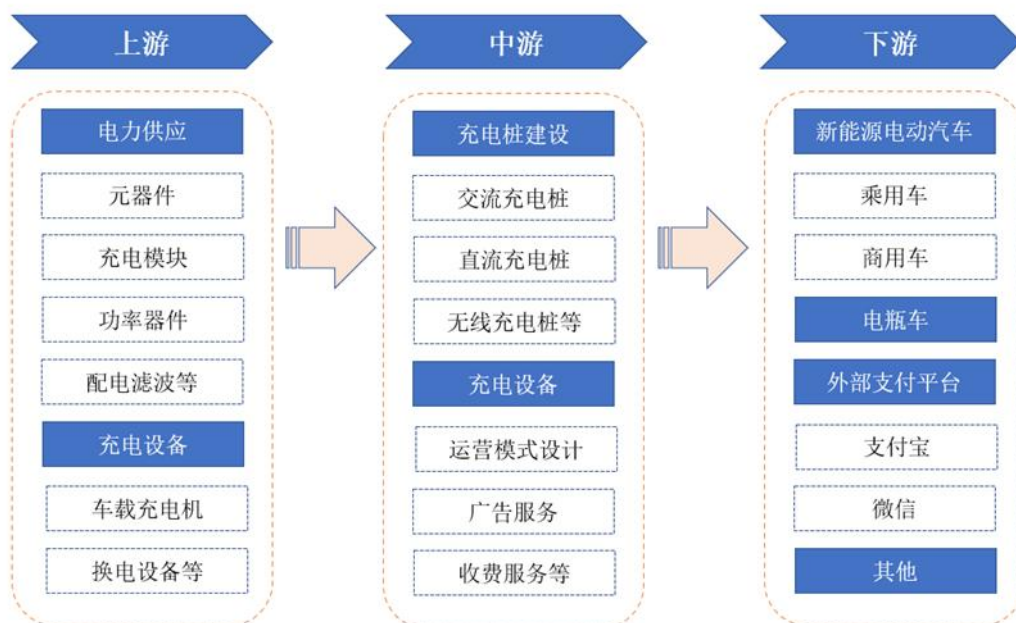 上游
电力供应
元器件
充电模块
功率器件
配电滤波等
充电设备
车载充电机
换电设备等
中游
充电桩建设
交流充电桩
直流充电桩
无线充电桩等
充电设备
运营模式设计
广告服务
收费服务等
下游
新能源电动汽车
乘用车
商用车
电瓶车
外部支付平台
支付宝
微信
其他